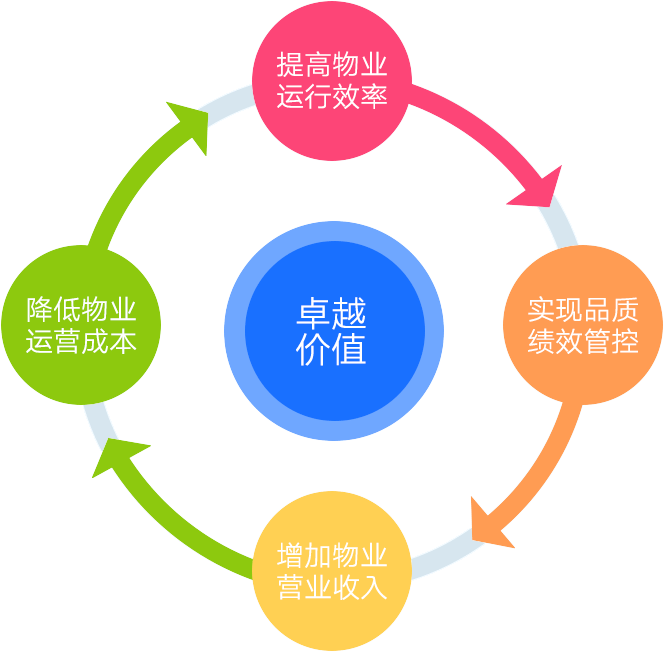 提高物业
运行效率
实现品质
绩效管控
卓越
价值
降低物业
运营成本
增加物业
营业收入